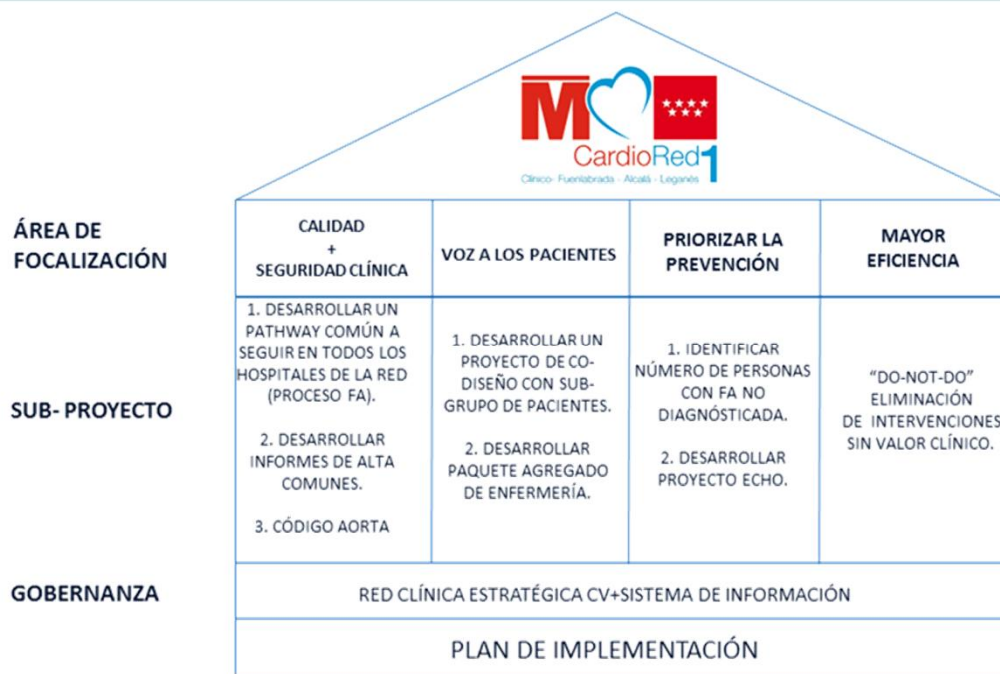 M
CardioRed1
Clínico- Fuenlabrada - Alcalá - Leganés
ÁREA DE
FOCALIZACIÓN
CALIDAD
+
SEGURIDAD CLÍNICA
VOZ A LOS PACIENTES
PRIORIZAR LA
PREVENCIÓN
MAYOR
EFICIENCIA
SUB- PROYECTO
1. DESARROLLAR UN
PATHWAY COMÚN A
SEGUIR EN TODOS LOS
HOSPITALES DE LA RED
(PROCESO FA).
2. DESARROLLAR
INFORMES DE ALTA
COMUNES.
3. CÓDIGO AORTA
1. DESARROLLAR UN
PROYECTO DE CO-
DISEÑO CON SUB-
GRUPO DE PACIENTES.
2. DESARROLLAR
PAQUETE AGREGADO
DE ENFERMERÍA.
1. IDENTIFICAR
NÚMERO DE PERSONAS
CON FA NO
DIAGNÓSTICADA.
2. DESARROLLAR
PROYECTO ECHO.
“DO-NOT-DO”
ELIMINACIÓN
DE INTERVENCIONES
SIN VALOR CLÍNICO.
GOBERNANZA
RED CLÍNICA ESTRATÉGICA CV+SISTEMA DE INFORMACIÓN
PLAN DE IMPLEMENTACIÓN